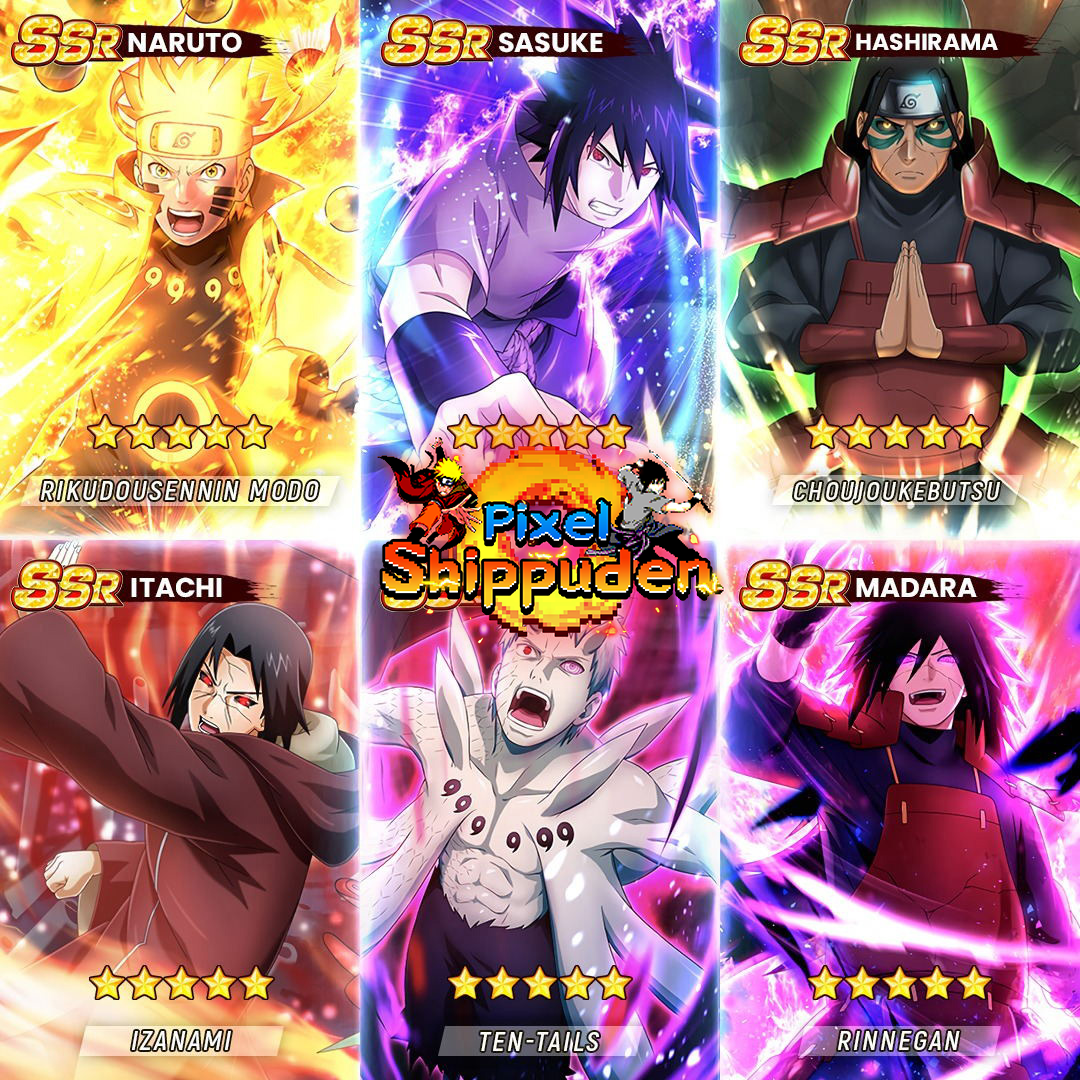 SSR NARUTO
SSR SASUKE
SSR HASHIRAMA
RIKUDOUSENNIN MODO
CHOUJOUKEBUTSU
Pixel
Shippuden
SSR ITACHI
SSR MADARA
IZANAMI
TEN-TAILS
RINNEGAN